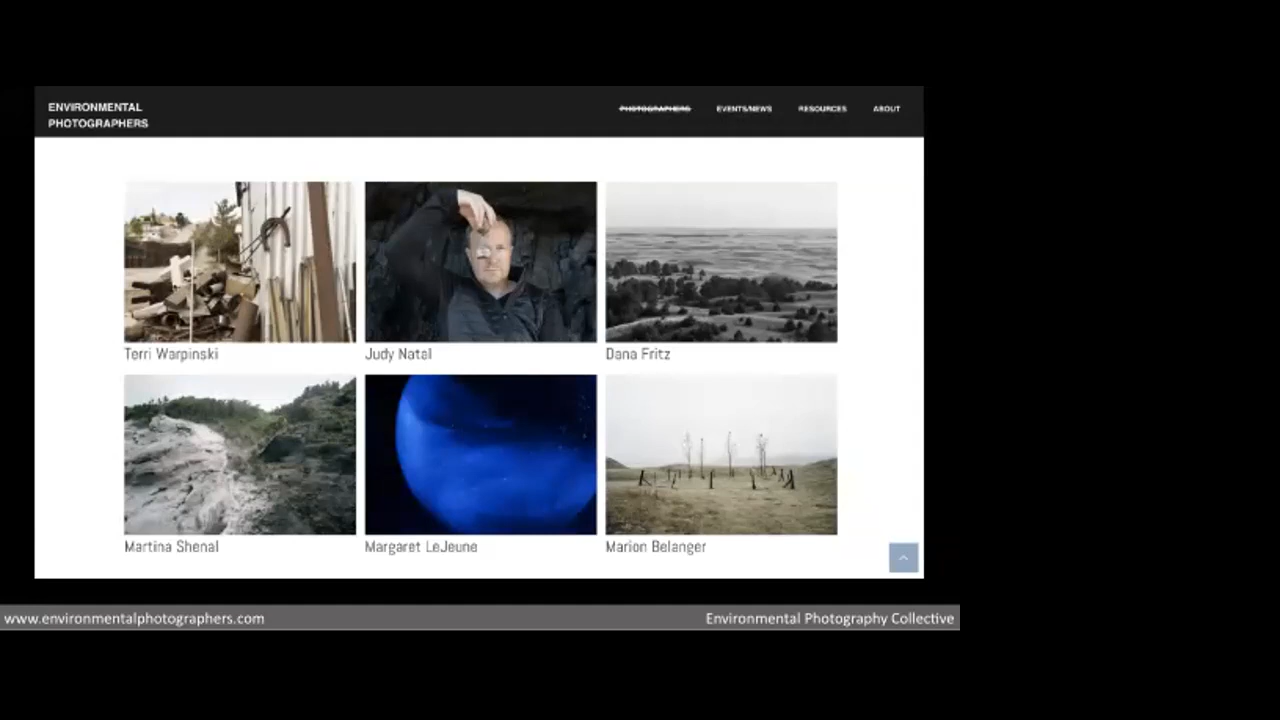 ENVIRONMENTAL
PHOTOGRAPHERS
PHOTOGRAPHERS EVENTS/NEWS RESOURCES ABOUT
Terri Warpinski Judy Natal Dana Fritz
Martina Shenal Margaret LeJeune Marion Belanger
www.environmentalphotographers.com Environmental Photography Collective